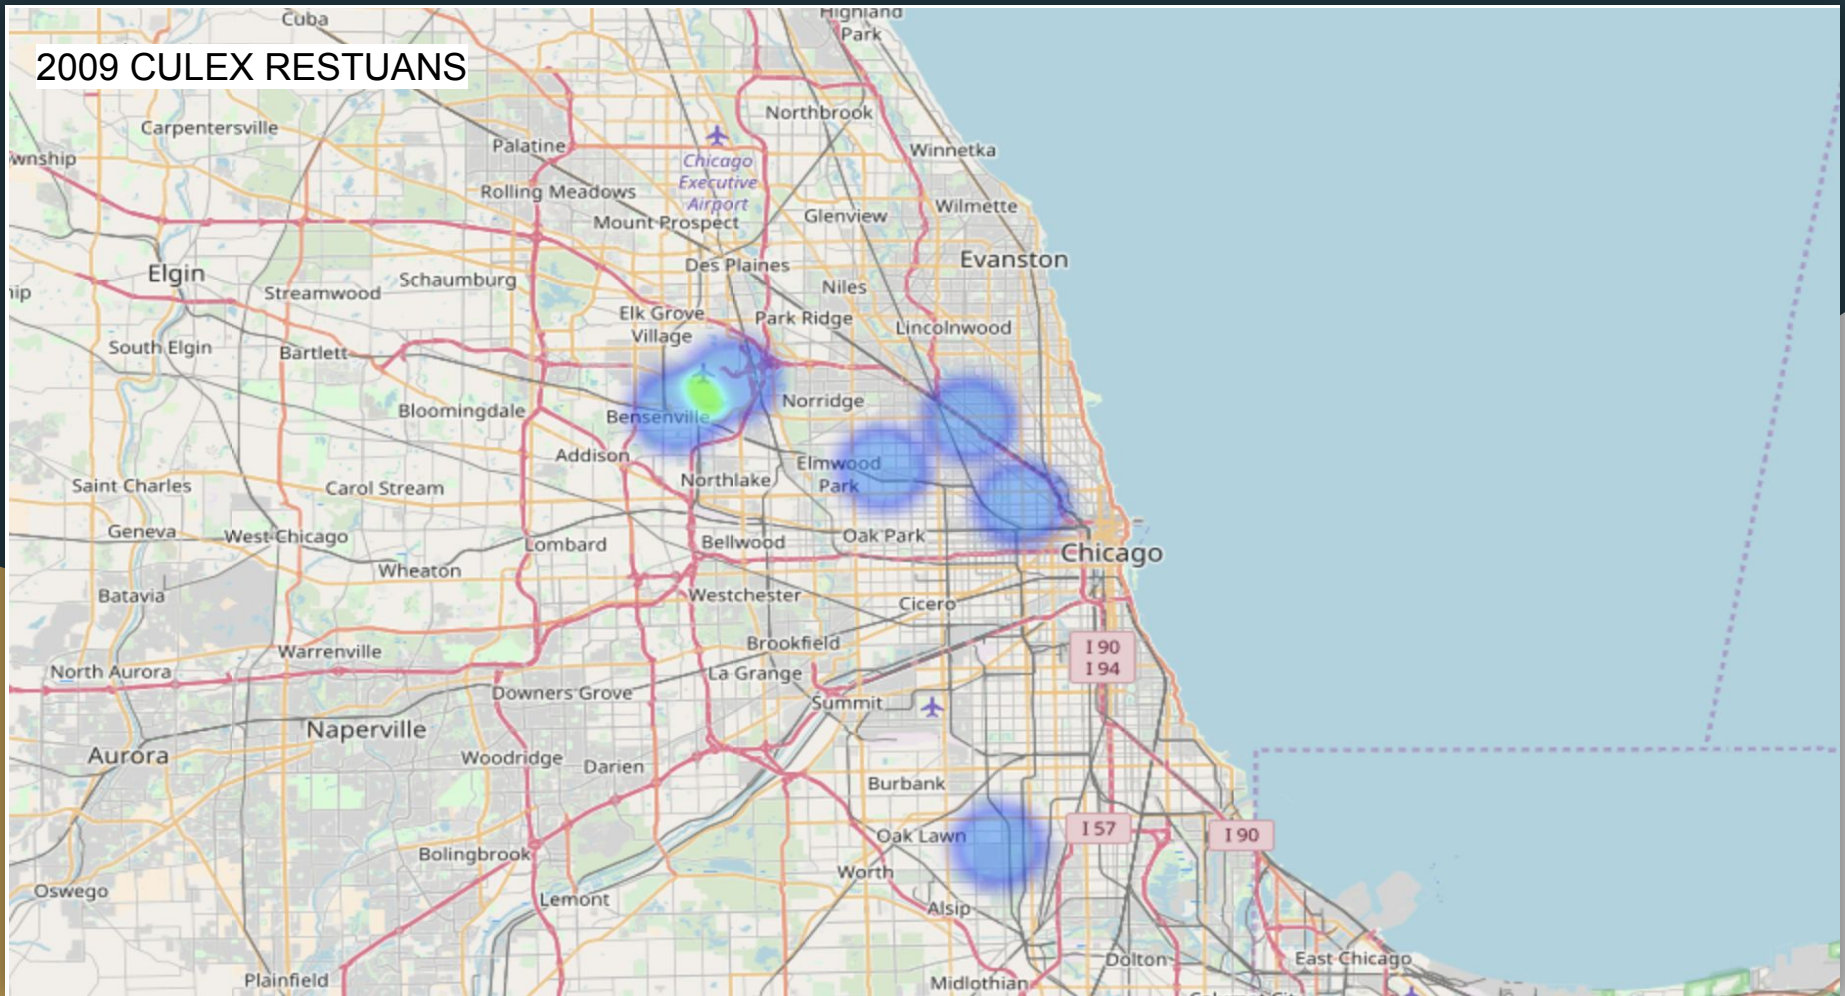 2009 CULEX RESTUANS
Cuba
Highland
Park
Carpentersville
Northbrook
Palatine
Winnetka
wnship
Chicago
Executive
Airport
Rolling Meadows
Wilmette
Mount Prospect
Glenview
Evanston
Des Plaines
Elgin
Schaumburg
Streamwood
Niles
hip
Elk Grove
Village
Park Ridge
Lincolnwood
South Elgin
Bartlett
Norridge
Bloomingdale
Bensenville
Addison
Elmwood
Park
Northlake
Saint Charles
Carol Stream
Geneva
West Chicago
Lombard
Bellwood
Oak Park
Chicago
Wheaton
Batavia
Westchester
Cicero
Brookfield
Warrenville
I 90
I 94
North Aurora
La Grange
Downers Grove
Summit
Naperville
Aurora
Woodridge
Darien
Burbank
Oak Lawn
I 57
I 90
Bolingbrook
Worth
Oswego
Lemont
Alsip
Dolton
East Chicago
Plainfield
Midlothian